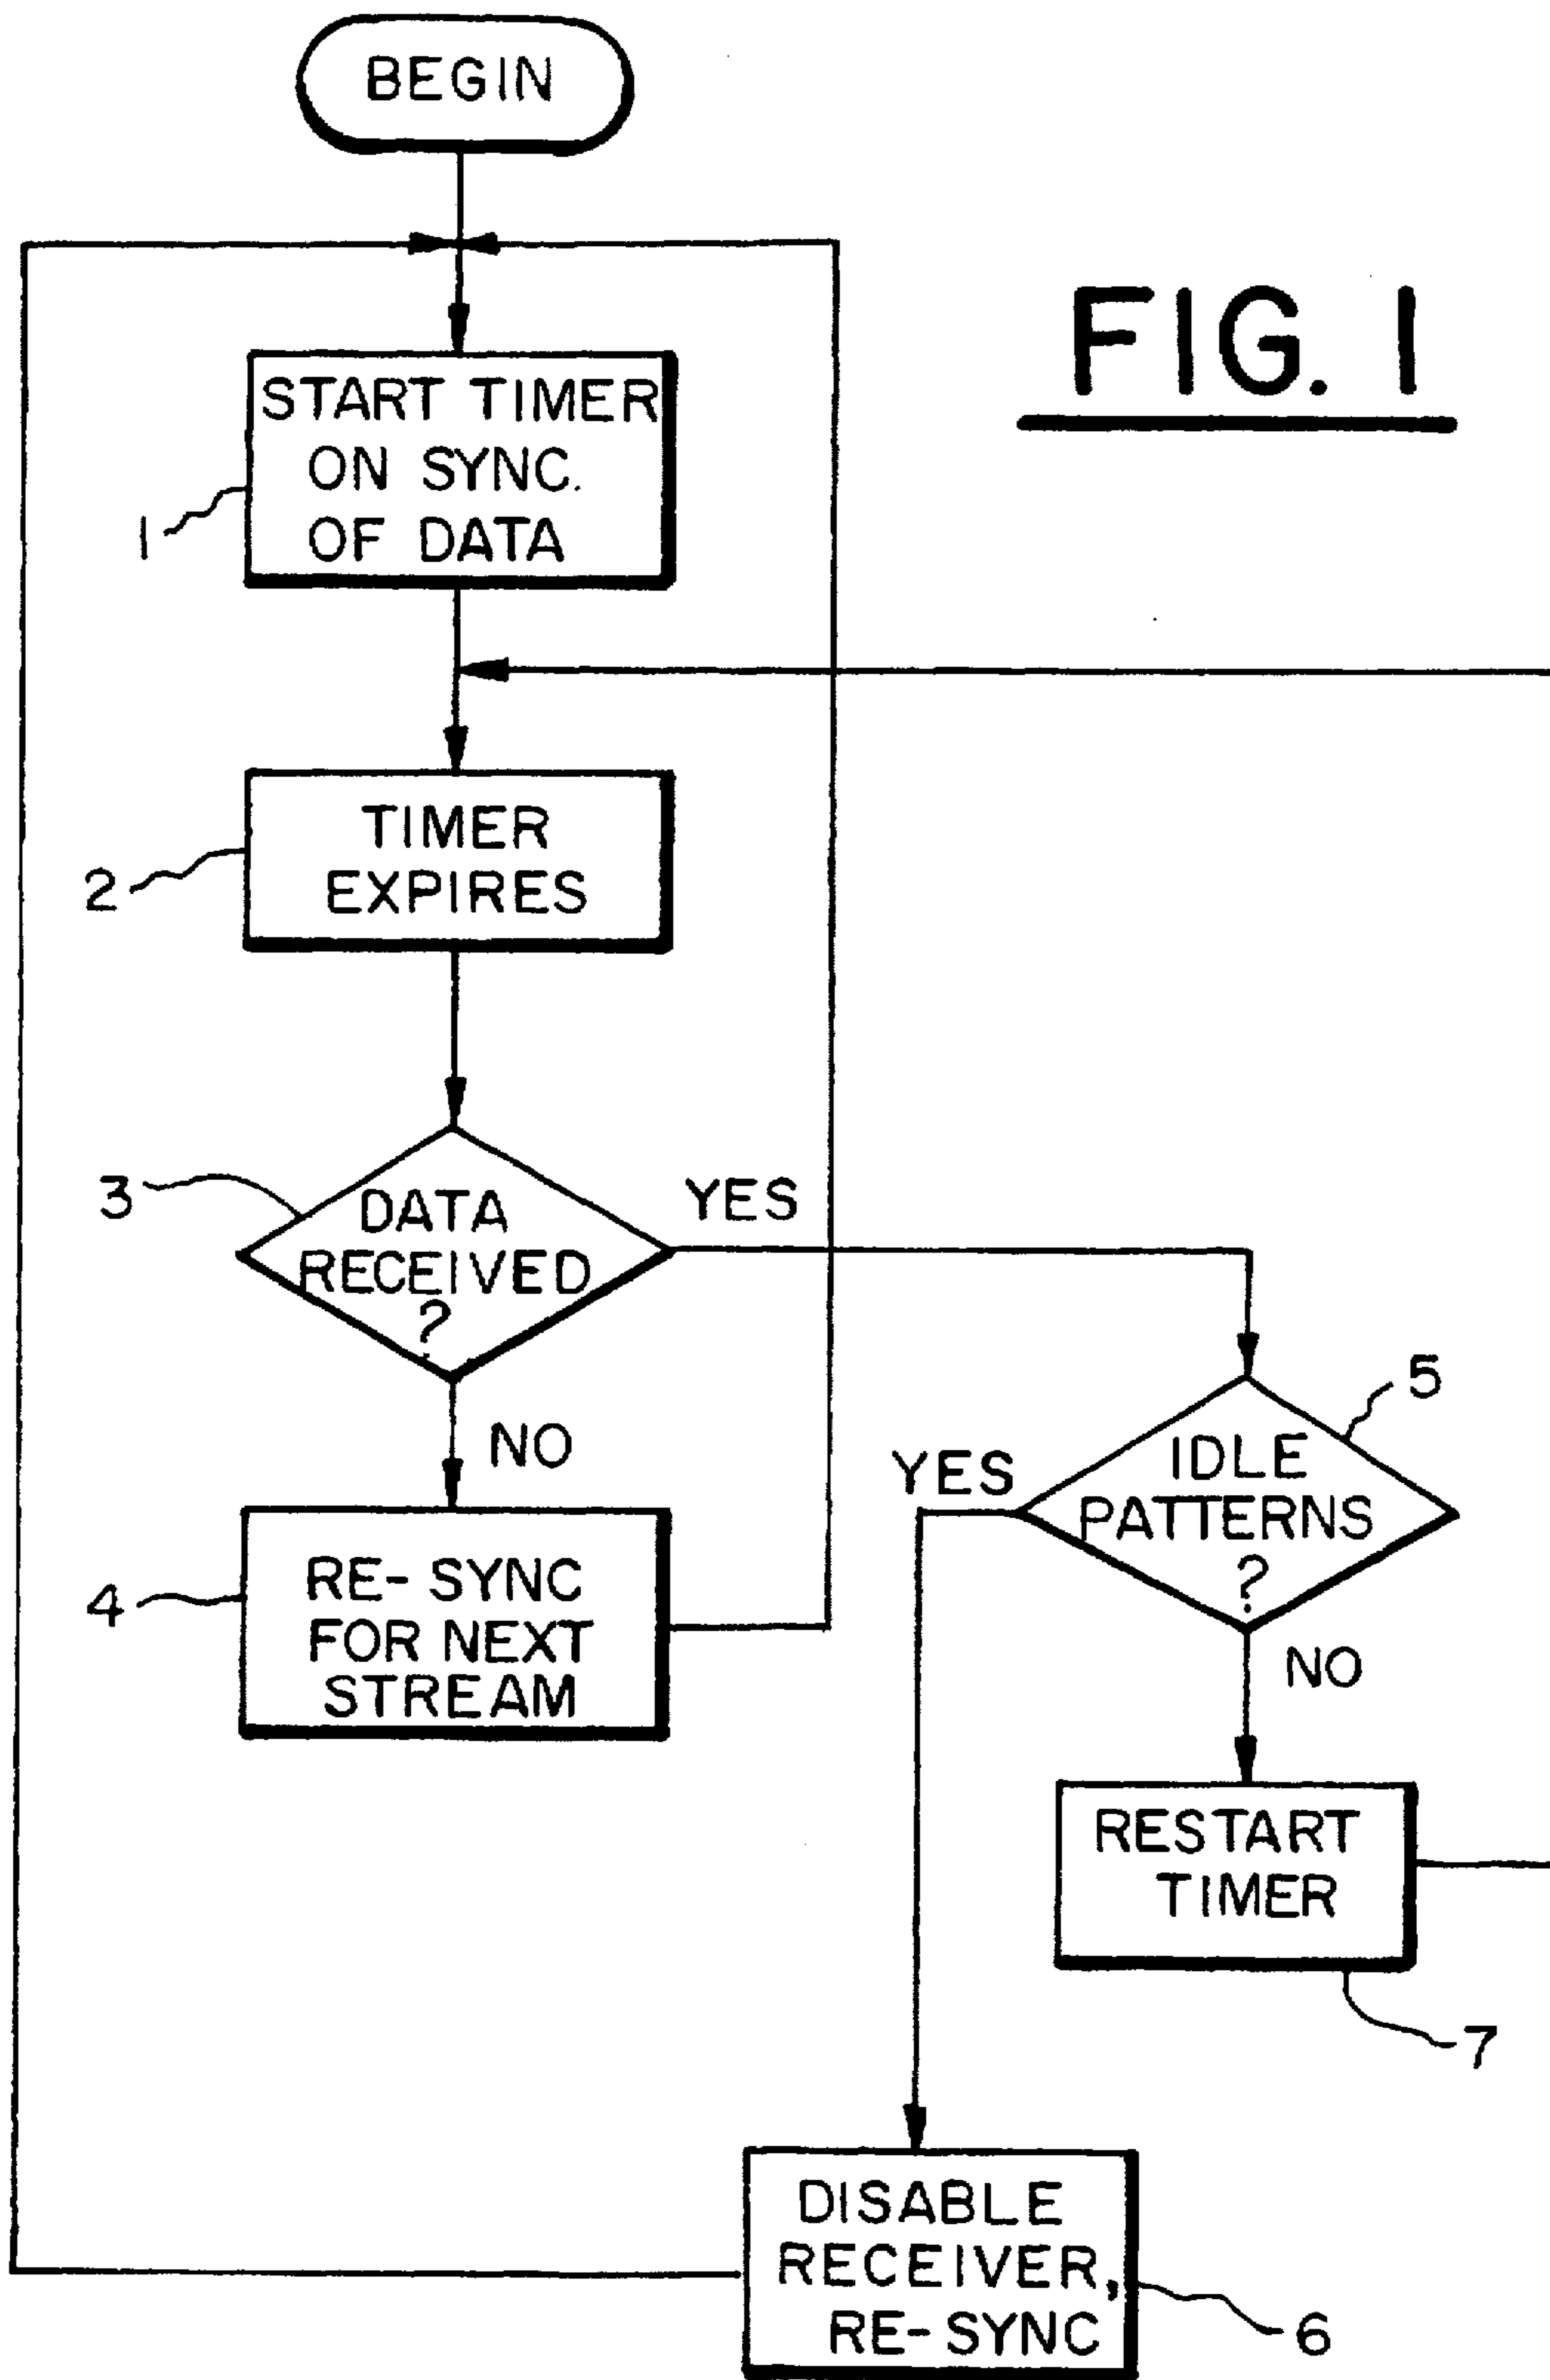 BEGIN
FIG. 1
START TIMER
ON SYNC.
OF DATA
1
TIMER
EXPIRES
2
3
DATA
RECEIVED
?
YES
NO
RE-SYNC
FOR NEXT
STREAM
4
5
IDLE
PATTERNS
?
YES
NO
RESTART
TIMER
7
DISABLE
RECEIVER,
RE-SYNC
6